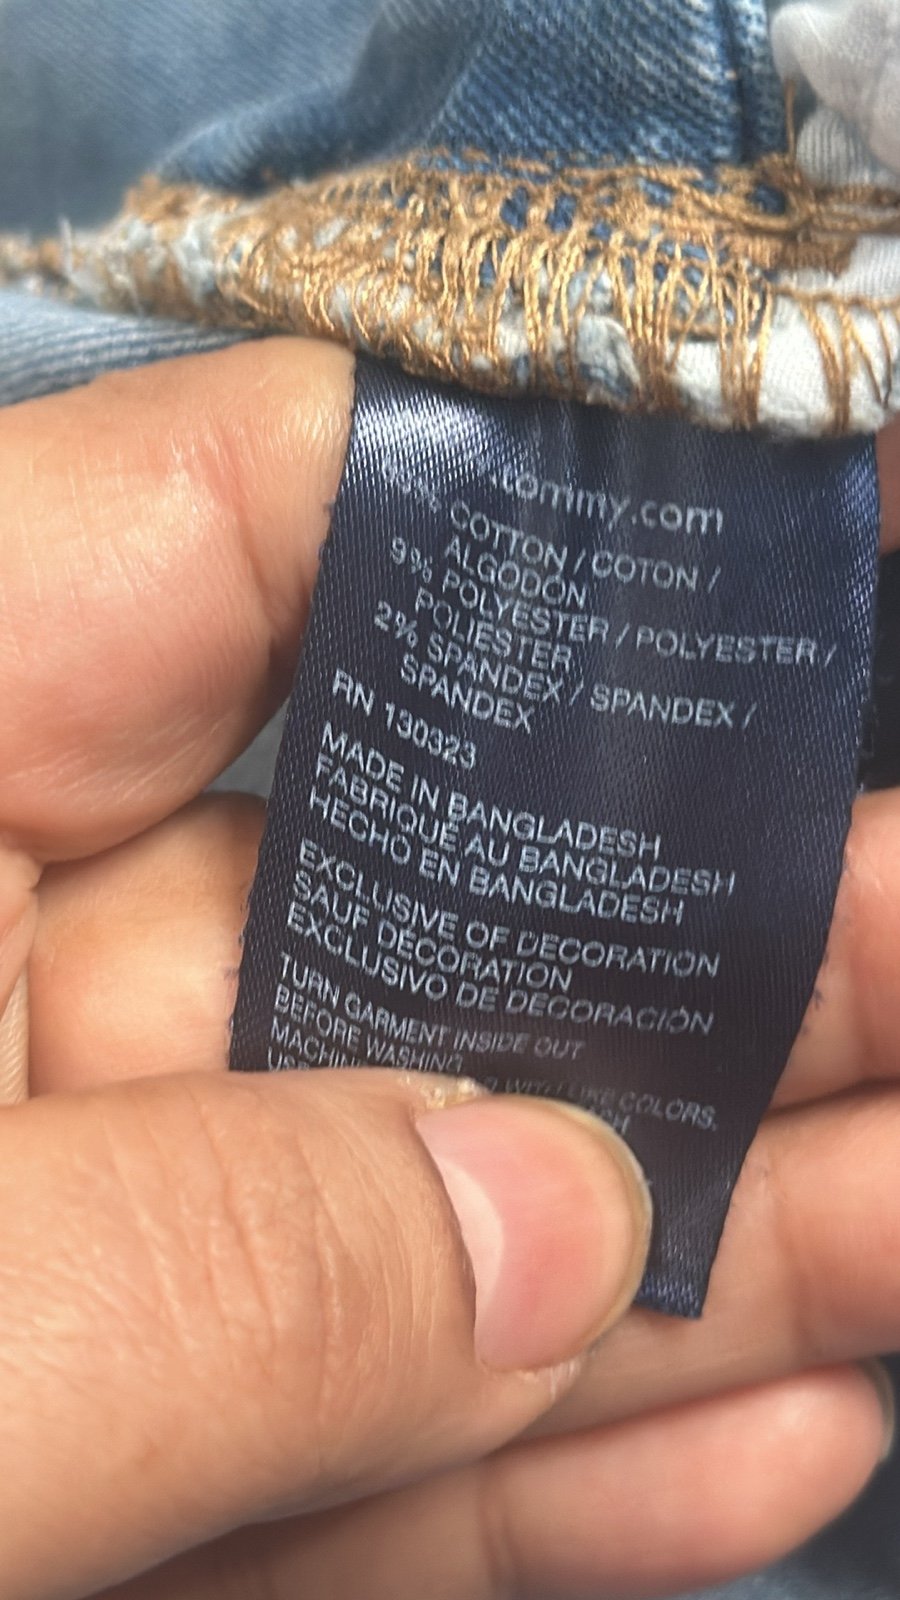 tommy.com
COTTON / COTON /
ALGODON
9% POLYESTER / POLYESTER /
POLIESTER
2% SPANDEX / SPANDEX /
SPANDEX
RN 130323
MADE IN BANGLADESH
FABRIQUÉ AU BANGLADESH
HECHO EN BANGLADESH
EXCLUSIVE OF DECORATION
SAUF DÉCORATION
EXCLUSIVO DE DECORACIÓN
TURN GARMENT INSIDE OUT
BEFORE WASHING
LIKE COLORS,